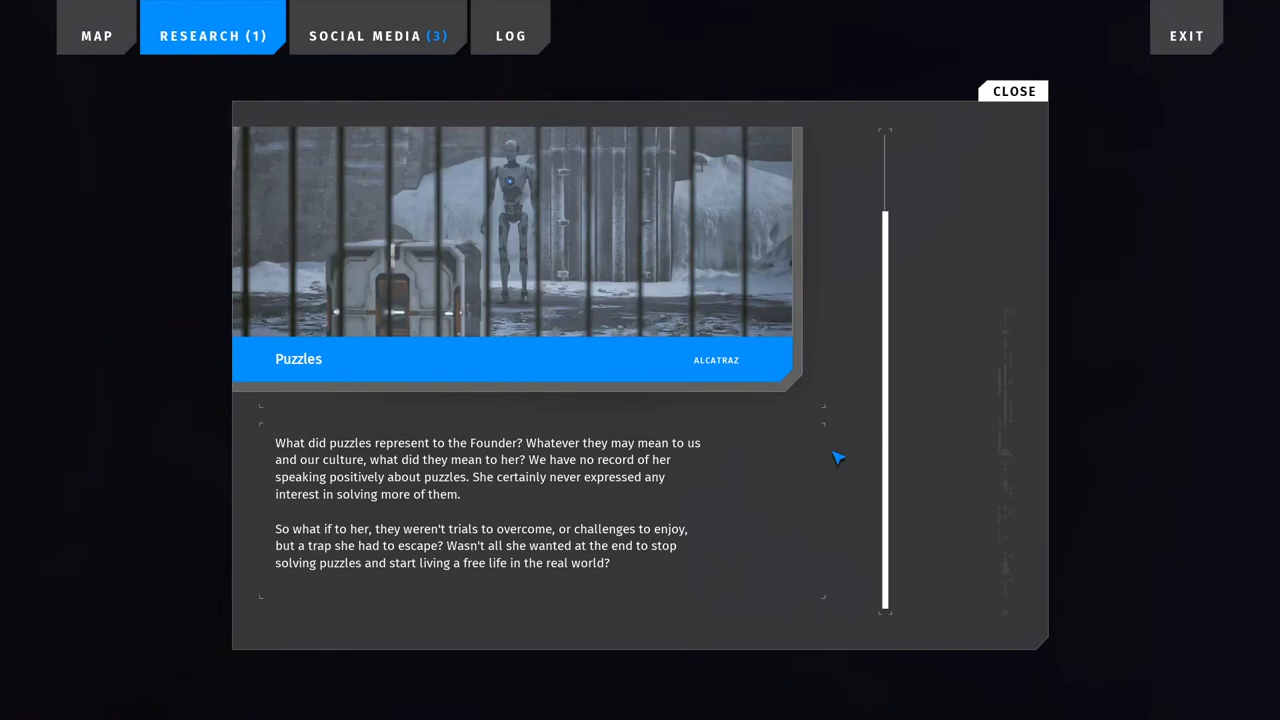 MAP
RESEARCH (1)
SOCIAL MEDIA (3)
LOG
EXIT
CLOSE
Puzzles
ALCATRAZ
What did puzzles represent to the Founder? Whatever they may mean to us
and our culture, what did they mean to her? We have no record of her
speaking positively about puzzles. She certainly never expressed any
interest in solving more of them.
So what if to her, they weren't trials to overcome, or challenges to enjoy,
but a trap she had to escape? Wasn't all she wanted at the end to stop
solving puzzles and start living a free life in the real world?